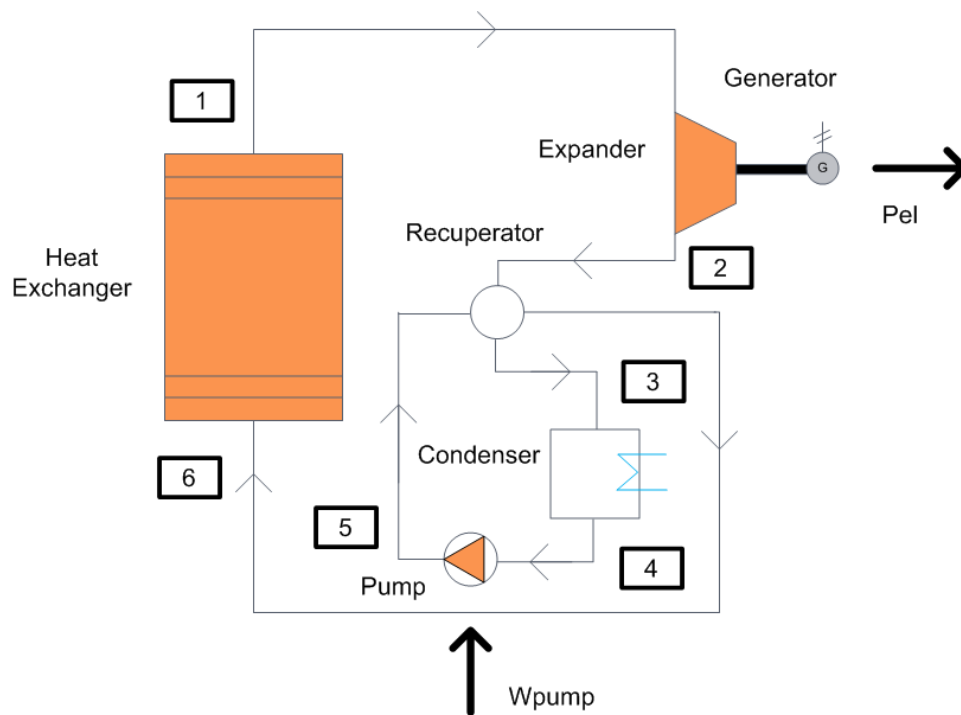 Generator
1
Expander
G
Pel
Recuperator
2
Heat
Exchanger
3
Condenser
6
5
4
Pump
Wpump